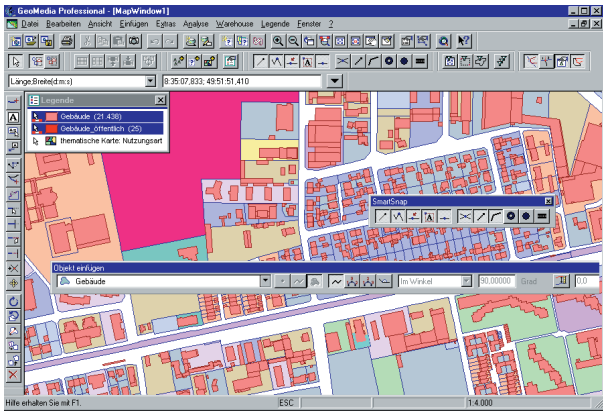 GeoMedia Professional - [MapWindow1]
Datei Bearbeiten Ansicht Einfügen Extras Analyse Warehouse Legende Fenster ?
Länge;Breite(d:m:s) 8:35:07,833; 49:51:51,410
Legende
Gebäude (21.436)
Gebäude_öffentlich (25)
thematische Karte: Nutzungsart
SmartSnap
Objekt einfügen
Gebäude Im Winkel 90,00000 Grad 0,0
Hilfe erhalten Sie mit F1. ESC 1:4.000